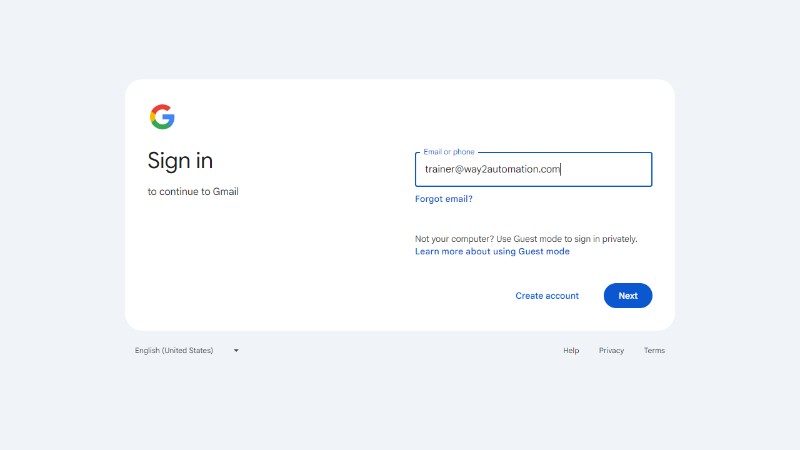 Sign in
to continue to Gmail
Email or phone
trainer@way2automation.com
Forgot email?
Not your computer? Use Guest mode to sign in privately.
Learn more about using Guest mode
Create account
Next
English (United States)
Help
Privacy
Terms